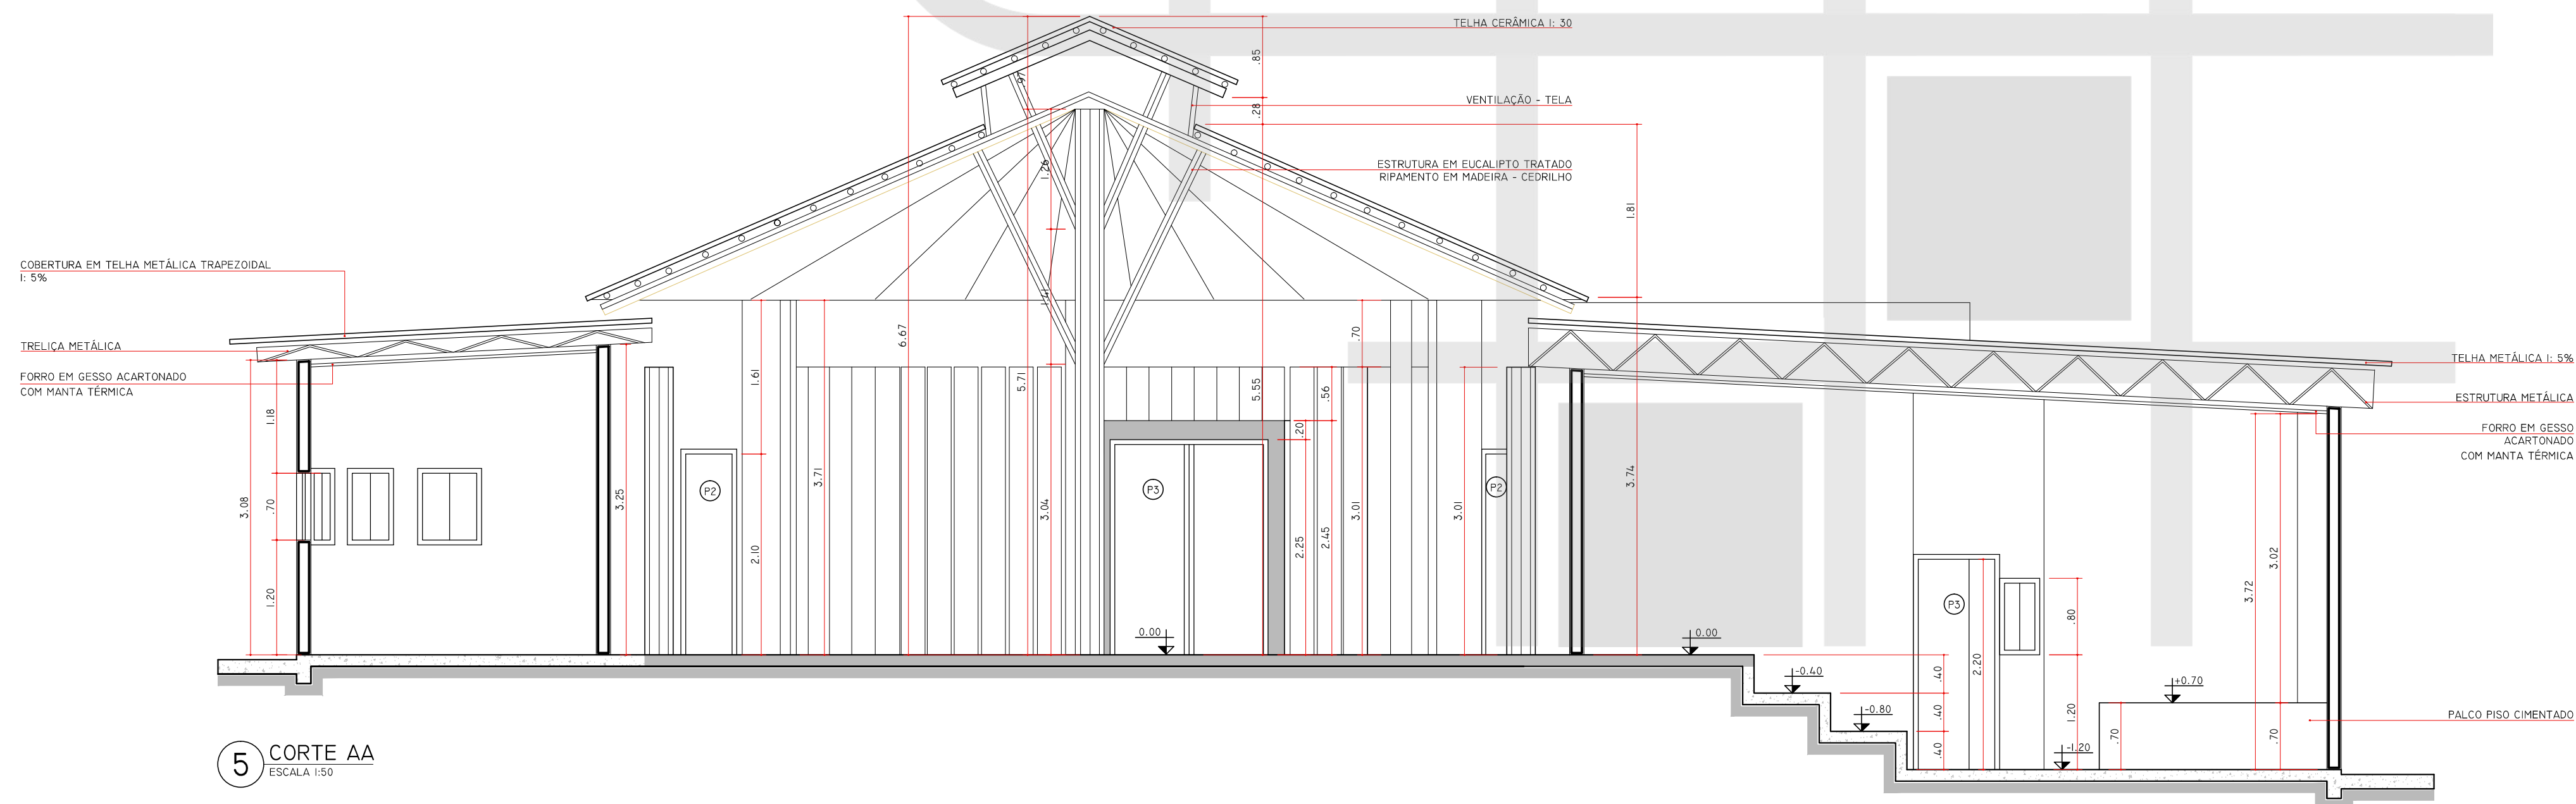 TELHA CERÂMICA I: 30
VENTILAÇÃO - TELA
ESTRUTURA EM EUCALIPTO TRATADO
RIPAMENTO EM MADEIRA - CEDRILHO
COBERTURA EM TELHA METÁLICA TRAPEZOIDAL
I: 5%
TRELIÇA METÁLICA
FORRO EM GESSO ACARTONADO
COM MANTA TÉRMICA
TELHA METÁLICA I: 5%
ESTRUTURA METÁLICA
FORRO EM GESSO
ACARTONADO
COM MANTA TÉRMICA
PALCO PISO CIMENTADO
3.08
1.18
.70
1.20
3.25
P2
1.61
2.10
3.71
6.67
.97
5.71
1.26
1.41
3.04
P3
0.00
.85
.28
5.55
.20
2.25
.56
2.45
.70
3.01
3.01
P2
1.81
3.74
0.00
-0.40
-0.80
.40
.40
.40
P3
2.20
.80
1.20
-1.20
+0.70
.70
3.72
3.02
.70
5
CORTE AA
ESCALA 1:50